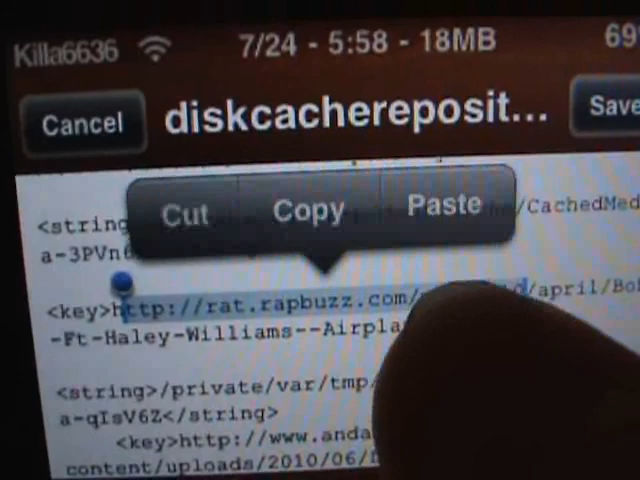 Killa6636 7/24 - 5:58 - 18MB 69
Cancel diskcachereposit... Save
Cut Copy Paste
<string /CachedMed
a-3PVn
<key>http://rat.rapbuzz.com/ /april/Bo
-Ft-Haley-Williams--Airpla
<string>/private/var/tmp/
a-qIsV6Z</string>
<key>http://www.anda
content/uploads/2010/06/